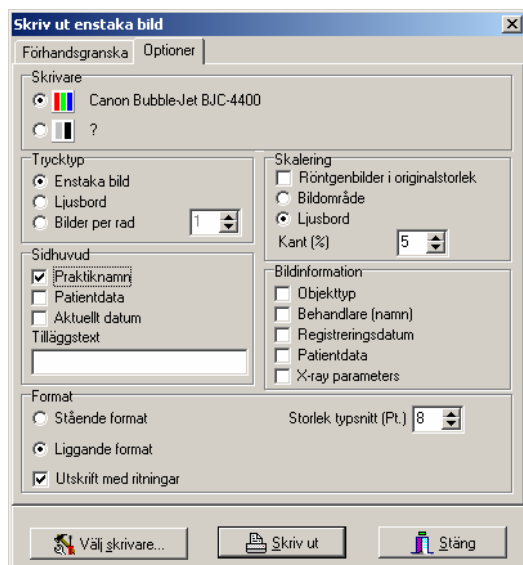 Skriv ut enstaka bild
Förhandsgranska Optioner
Skrivare
Canon Bubble-Jet BJC-4400
?
Trycktyp
Enstaka bild
Ljusbord
Bilder per rad 1
Skalering
Röntgenbilder i originalstorlek
Bildområde
Ljusbord
Kant (%) 5
Sidhuvud
Praktiknamn
Patientdata
Aktuellt datum
Tilläggstext
Bildinformation
Objekttyp
Behandlare (namn)
Registreringsdatum
Patientdata
X-ray parameters
Format
Stående format
Storlek typsnitt (Pt.) 8
Liggande format
Utskrift med ritningar
Välj skrivare...
Skriv ut
Stäng